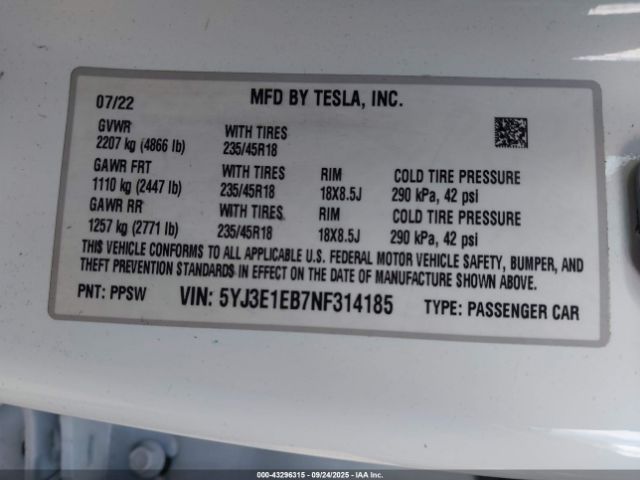 07/22 MFD BY TESLA, INC.
GVWR WITH TIRES
2207 kg (4866 lb) 235/45R18
GAWR FRT WITH TIRES RIM COLD TIRE PRESSURE
1110 kg (2447 lb) 235/45R18 18X8.5J 290 kPa, 42 psi
GAWR RR WITH TIRES RIM COLD TIRE PRESSURE
1257 kg (2771 lb) 235/45R18 18X8.5J 290 kPa, 42 psi
THIS VEHICLE CONFORMS TO ALL APPLICABLE U.S. FEDERAL MOTOR VEHICLE SAFETY, BUMPER, AND
THEFT PREVENTION STANDARDS IN EFFECT ON THE DATE OF MANUFACTURE SHOWN ABOVE.
PNT: PPSW VIN: 5YJ3E1EB7NF314185 TYPE: PASSENGER CAR
000-43296315 - 09/24/2025 - COPYRIGHT - IAA, LLC.